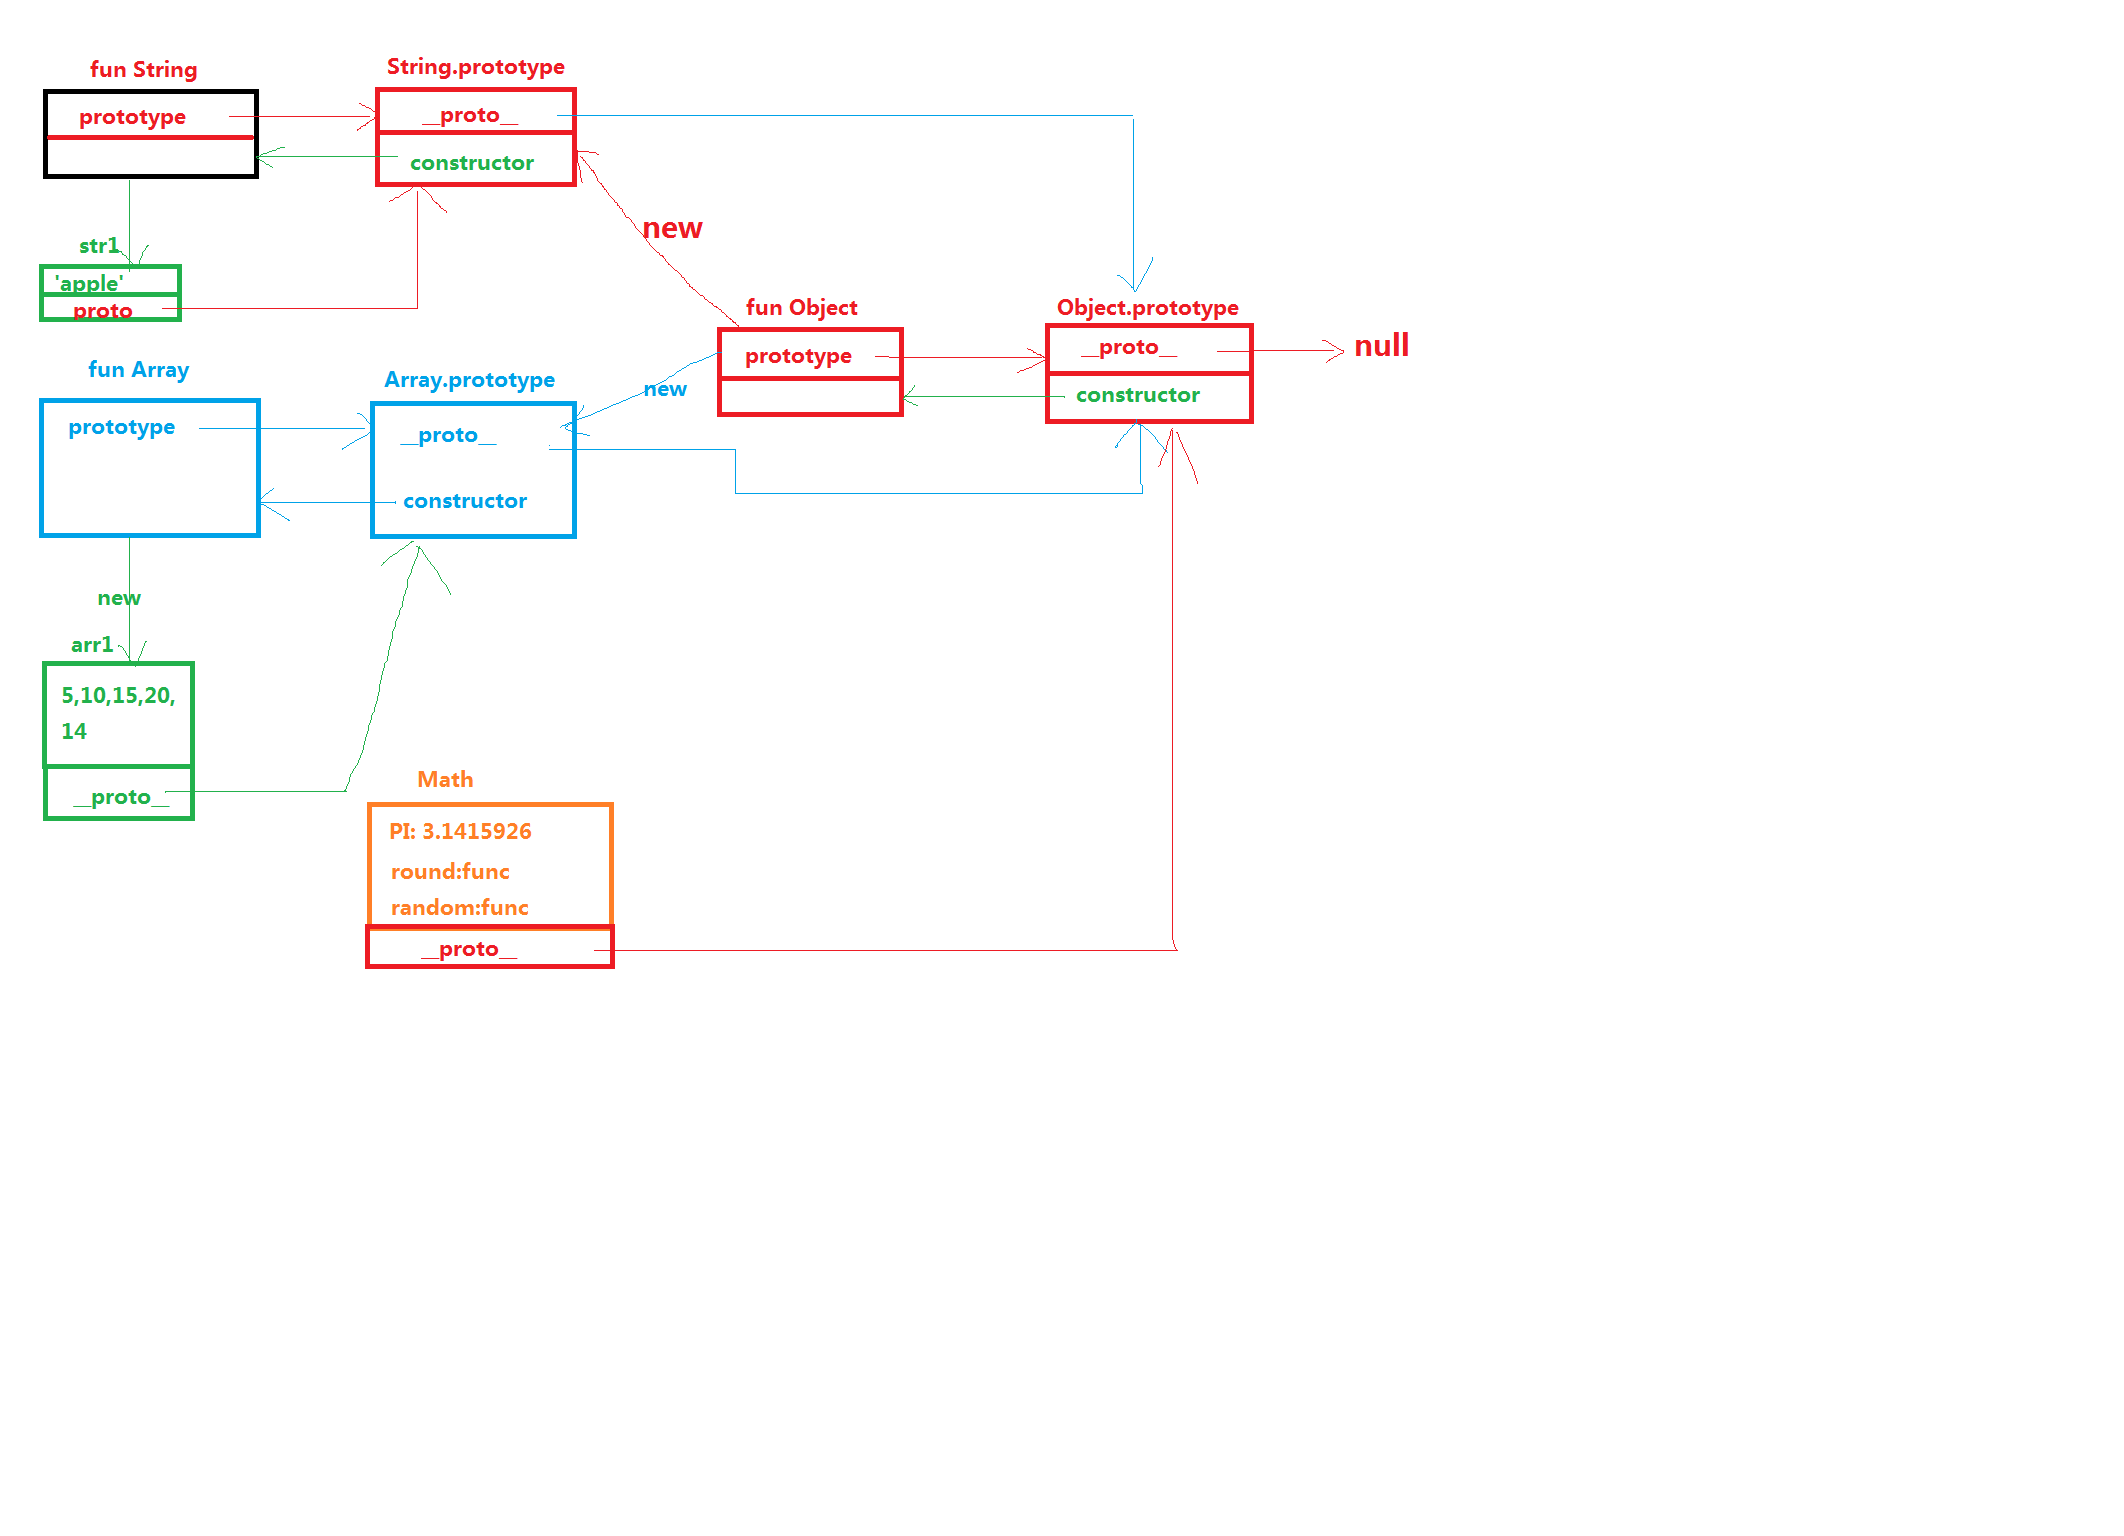 fun String
String.prototype
prototype
__proto__
constructor
new
str1
'apple'
proto
fun Object
Object.prototype
prototype
__proto__
null
constructor
fun Array
Array.prototype
new
prototype
__proto__
constructor
new
arr1
5,10,15,20,
14
__proto__
Math
PI: 3.1415926
round:func
random:func
__proto__